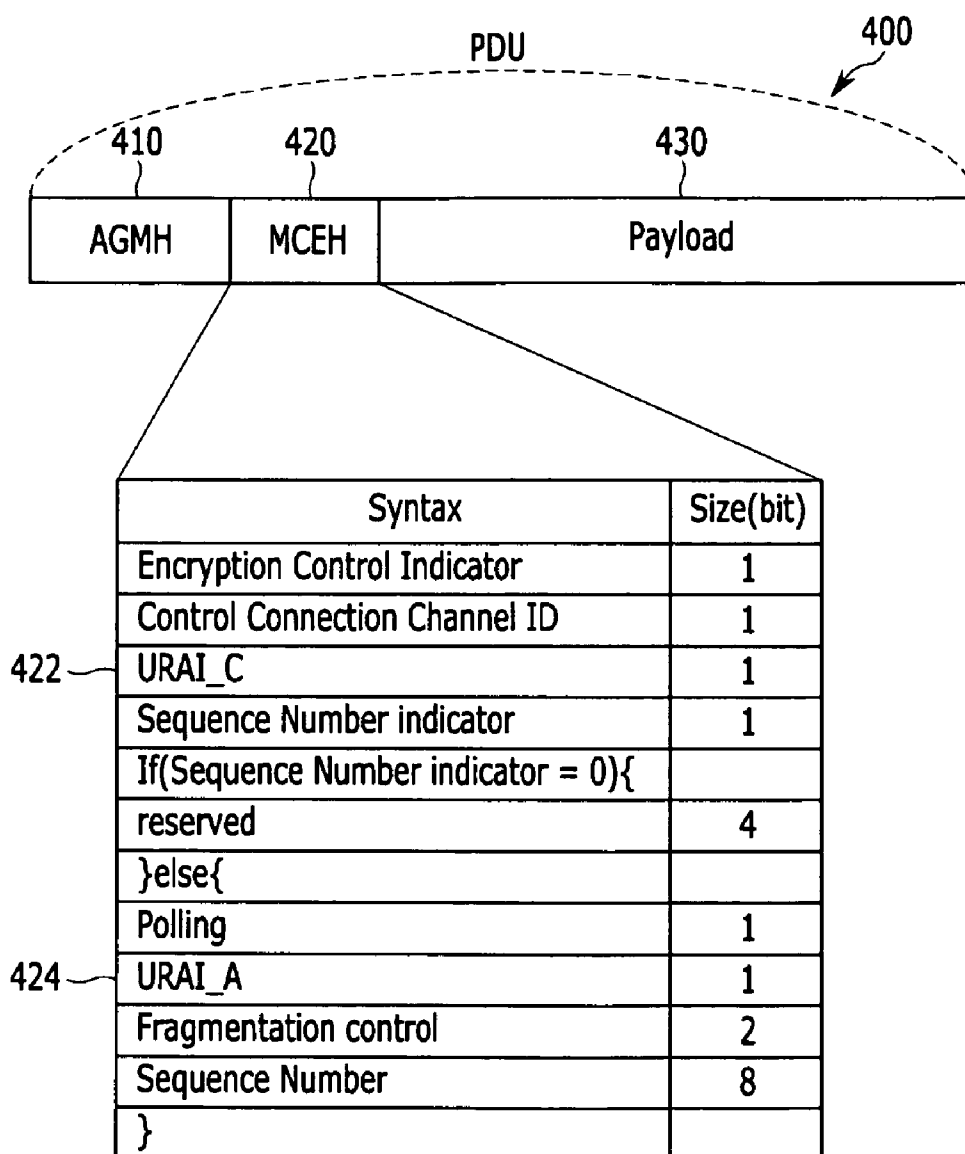 PDU
400
410
420
430
AGMH
MCEH
Payload
Syntax
Size(bit)
Encryption Control Indicator
1
Control Connection Channel ID
1
422
URAI_C
1
Sequence Number indicator
1
If(Sequence Number indicator = 0){
reserved
4
}else{
Polling
1
424
URAI_A
1
Fragmentation control
2
Sequence Number
8
}